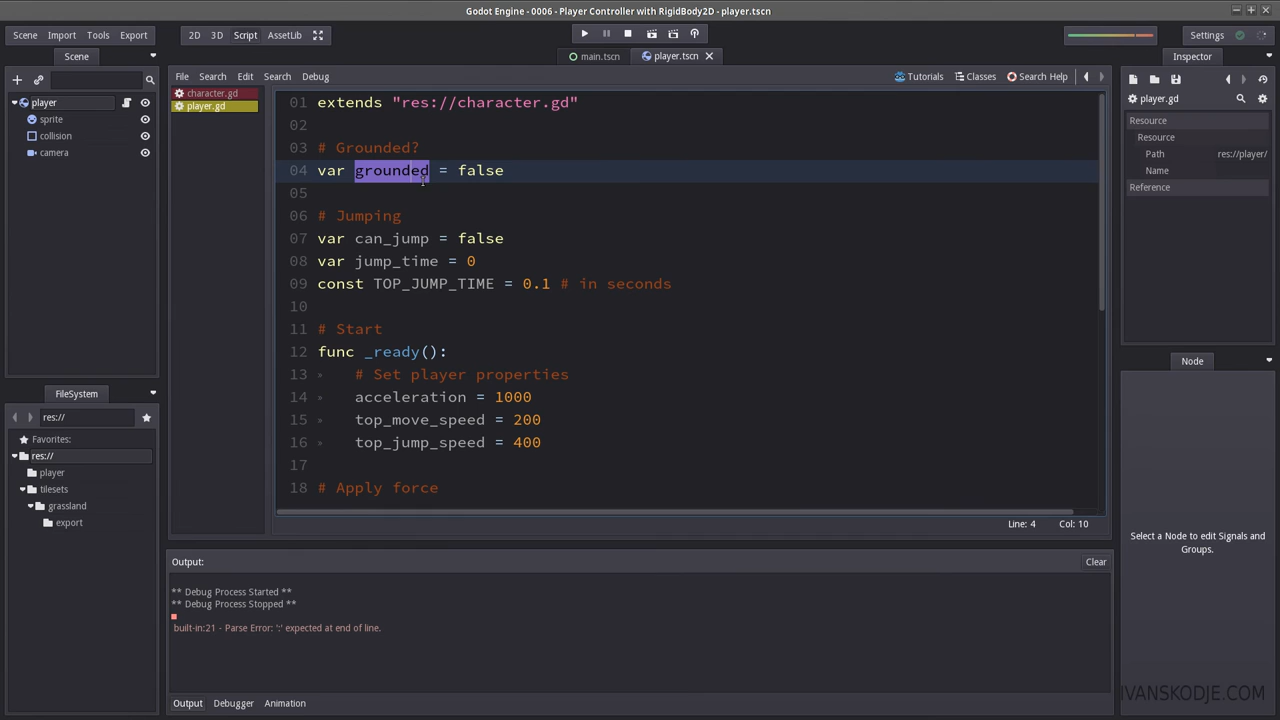 Godot Engine - 0006 - Player Controller with RigidBody2D - player.tscn
Scene Import Tools Export 2D 3D Script AssetLib Settings
Scene
main.tscn player.tscn
Inspector
File Search Edit Search Debug Tutorials Classes Search Help
player
sprite
collision
camera
character.gd
player.gd
01 extends "res://character.gd"
02
03 # Grounded?
04 var grounded = false
05
06 # Jumping
07 var can_jump = false
08 var jump_time = 0
09 const TOP_JUMP_TIME = 0.1 # in seconds
10
11 # Start
12 func _ready():
13 » # Set player properties
14 » acceleration = 1000
15 » top_move_speed = 200
16 » top_jump_speed = 400
17
18 # Apply force
Line: 4 Col: 10
player.gd
Resource
Resource
Path res://player/
Name
Reference
Node
Select a Node to edit Signals and
Groups.
FileSystem
res://
Favorites:
res://
player
tilesets
grassland
export
Output: Clear
** Debug Process Started **
** Debug Process Stopped **
built-in:21 - Parse Error: ':' expected at end of line.
Output Debugger Animation
IVANSKODJE.COM